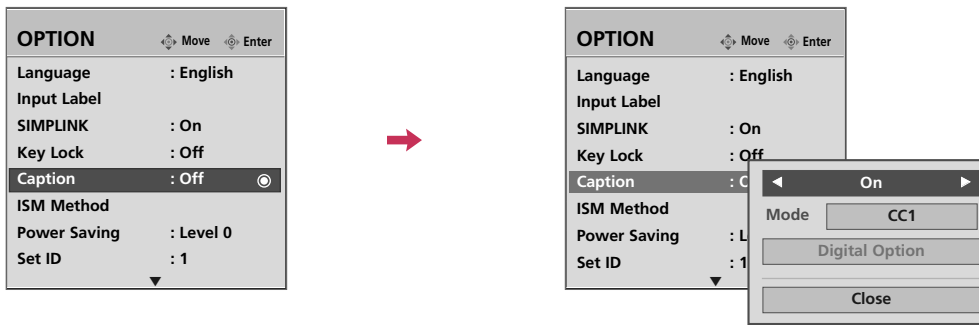 OPTION Move Enter
Language : English
Input Label
SIMPLINK : On
Key Lock : Off
Caption : Off
ISM Method
Power Saving : Level 0
Set ID : 1
OPTION Move Enter
Language : English
Input Label
SIMPLINK : On
Key Lock : Off
Caption :
ISM Method
Power Saving :
Set ID : 1
On
Mode CC1
Digital Option
Close